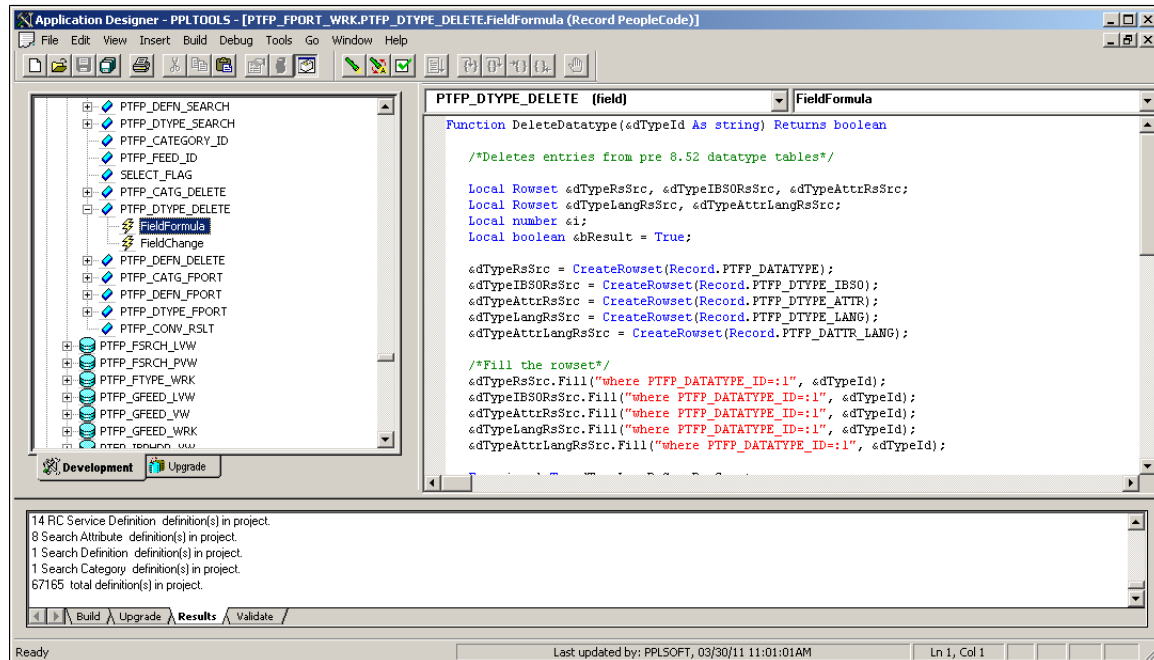 Application Designer - PPLTOOLS - [PTFP_FPORT_WRK.PTFP_DTYPE_DELETE.FieldFormula (Record PeopleCode)]
File Edit View Insert Build Debug Tools Go Window Help
PTFP_DEFN_SEARCH
PTFP_DTYPE_SEARCH
PTFP_CATEGORY_ID
PTFP_FEED_ID
SELECT_FLAG
PTFP_CATG_DELETE
PTFP_DTYPE_DELETE
FieldFormula
FieldChange
PTFP_DEFN_DELETE
PTFP_CATG_FPORT
PTFP_DEFN_FPORT
PTFP_DTYPE_FPORT
PTFP_CONV_RSLT
PTFP_FSRCH_LVW
PTFP_FSRCH_PVW
PTFP_FTYPE_WRK
PTFP_GFEED_LVW
PTFP_GFEED_VW
PTFP_GFEED_WRK
Development Upgrade
PTFP_DTYPE_DELETE (field) FieldFormula
Function DeleteDatatype(&dTypeId As string) Returns boolean
/*Deletes entries from pre 8.52 datatype tables*/
Local Rowset &dTypeRsSrc, &dTypeIBSORsSrc, &dTypeAttrRsSrc;
Local Rowset &dTypeLangRsSrc, &dTypeAttrLangRsSrc;
Local number &i;
Local boolean &bResult = True;
&dTypeRsSrc = CreateRowset(Record.PTFP_DATATYPE);
&dTypeIBSORsSrc = CreateRowset(Record.PTFP_DTYPE_IBSO);
&dTypeAttrRsSrc = CreateRowset(Record.PTFP_DTYPE_ATTR);
&dTypeLangRsSrc = CreateRowset(Record.PTFP_DTYPE_LANG);
&dTypeAttrLangRsSrc = CreateRowset(Record.PTFP_DATTR_LANG);
/*Fill the rowset*/
&dTypeRsSrc.Fill("where PTFP_DATATYPE_ID=:1", &dTypeId);
&dTypeIBSORsSrc.Fill("where PTFP_DATATYPE_ID=:1", &dTypeId);
&dTypeAttrRsSrc.Fill("where PTFP_DATATYPE_ID=:1", &dTypeId);
&dTypeLangRsSrc.Fill("where PTFP_DATATYPE_ID=:1", &dTypeId);
&dTypeAttrLangRsSrc.Fill("where PTFP_DATATYPE_ID=:1", &dTypeId);
14 RC Service Definition definition(s) in project.
8 Search Attribute definition(s) in project.
1 Search Definition definition(s) in project.
1 Search Category definition(s) in project.
67165 total definition(s) in project.
Build Upgrade Results Validate
Ready Last updated by: PPLSOFT, 03/30/11 11:01:01AM Ln 1, Col 1